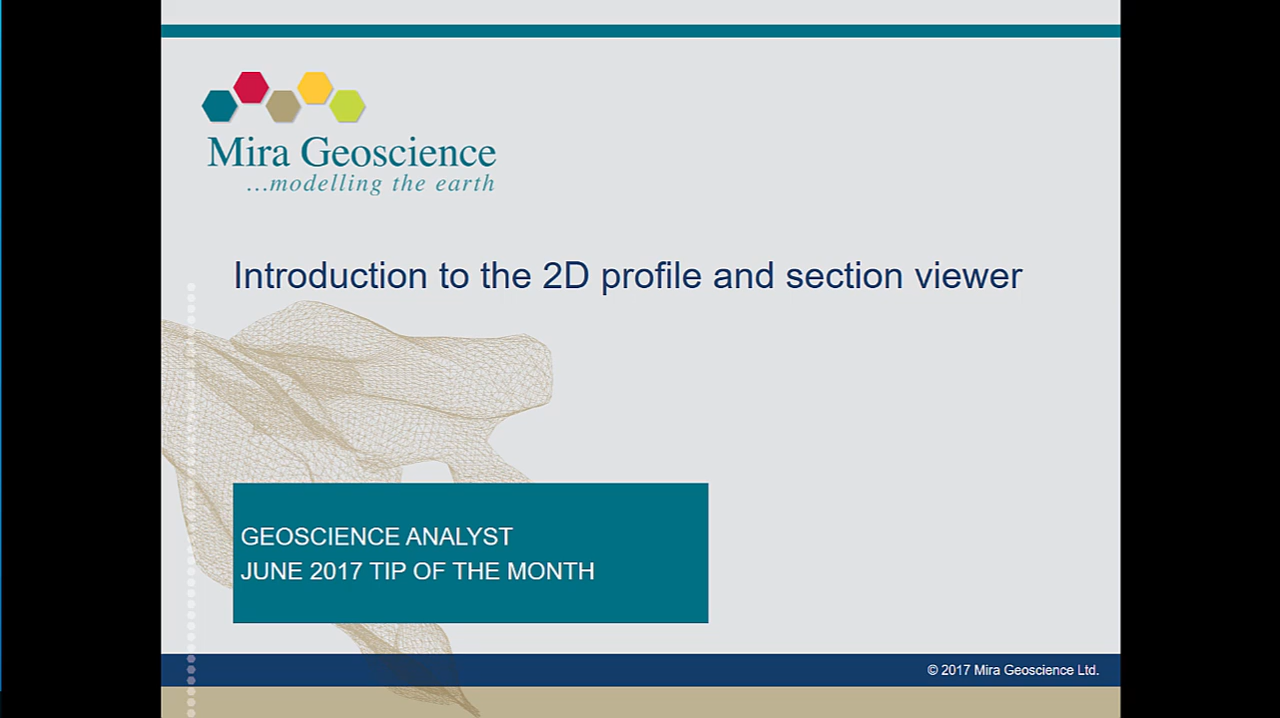 Mira Geoscience
...modelling the earth
Introduction to the 2D profile and section viewer
GEOSCIENCE ANALYST
JUNE 2017 TIP OF THE MONTH
© 2017 Mira Geoscience Ltd.